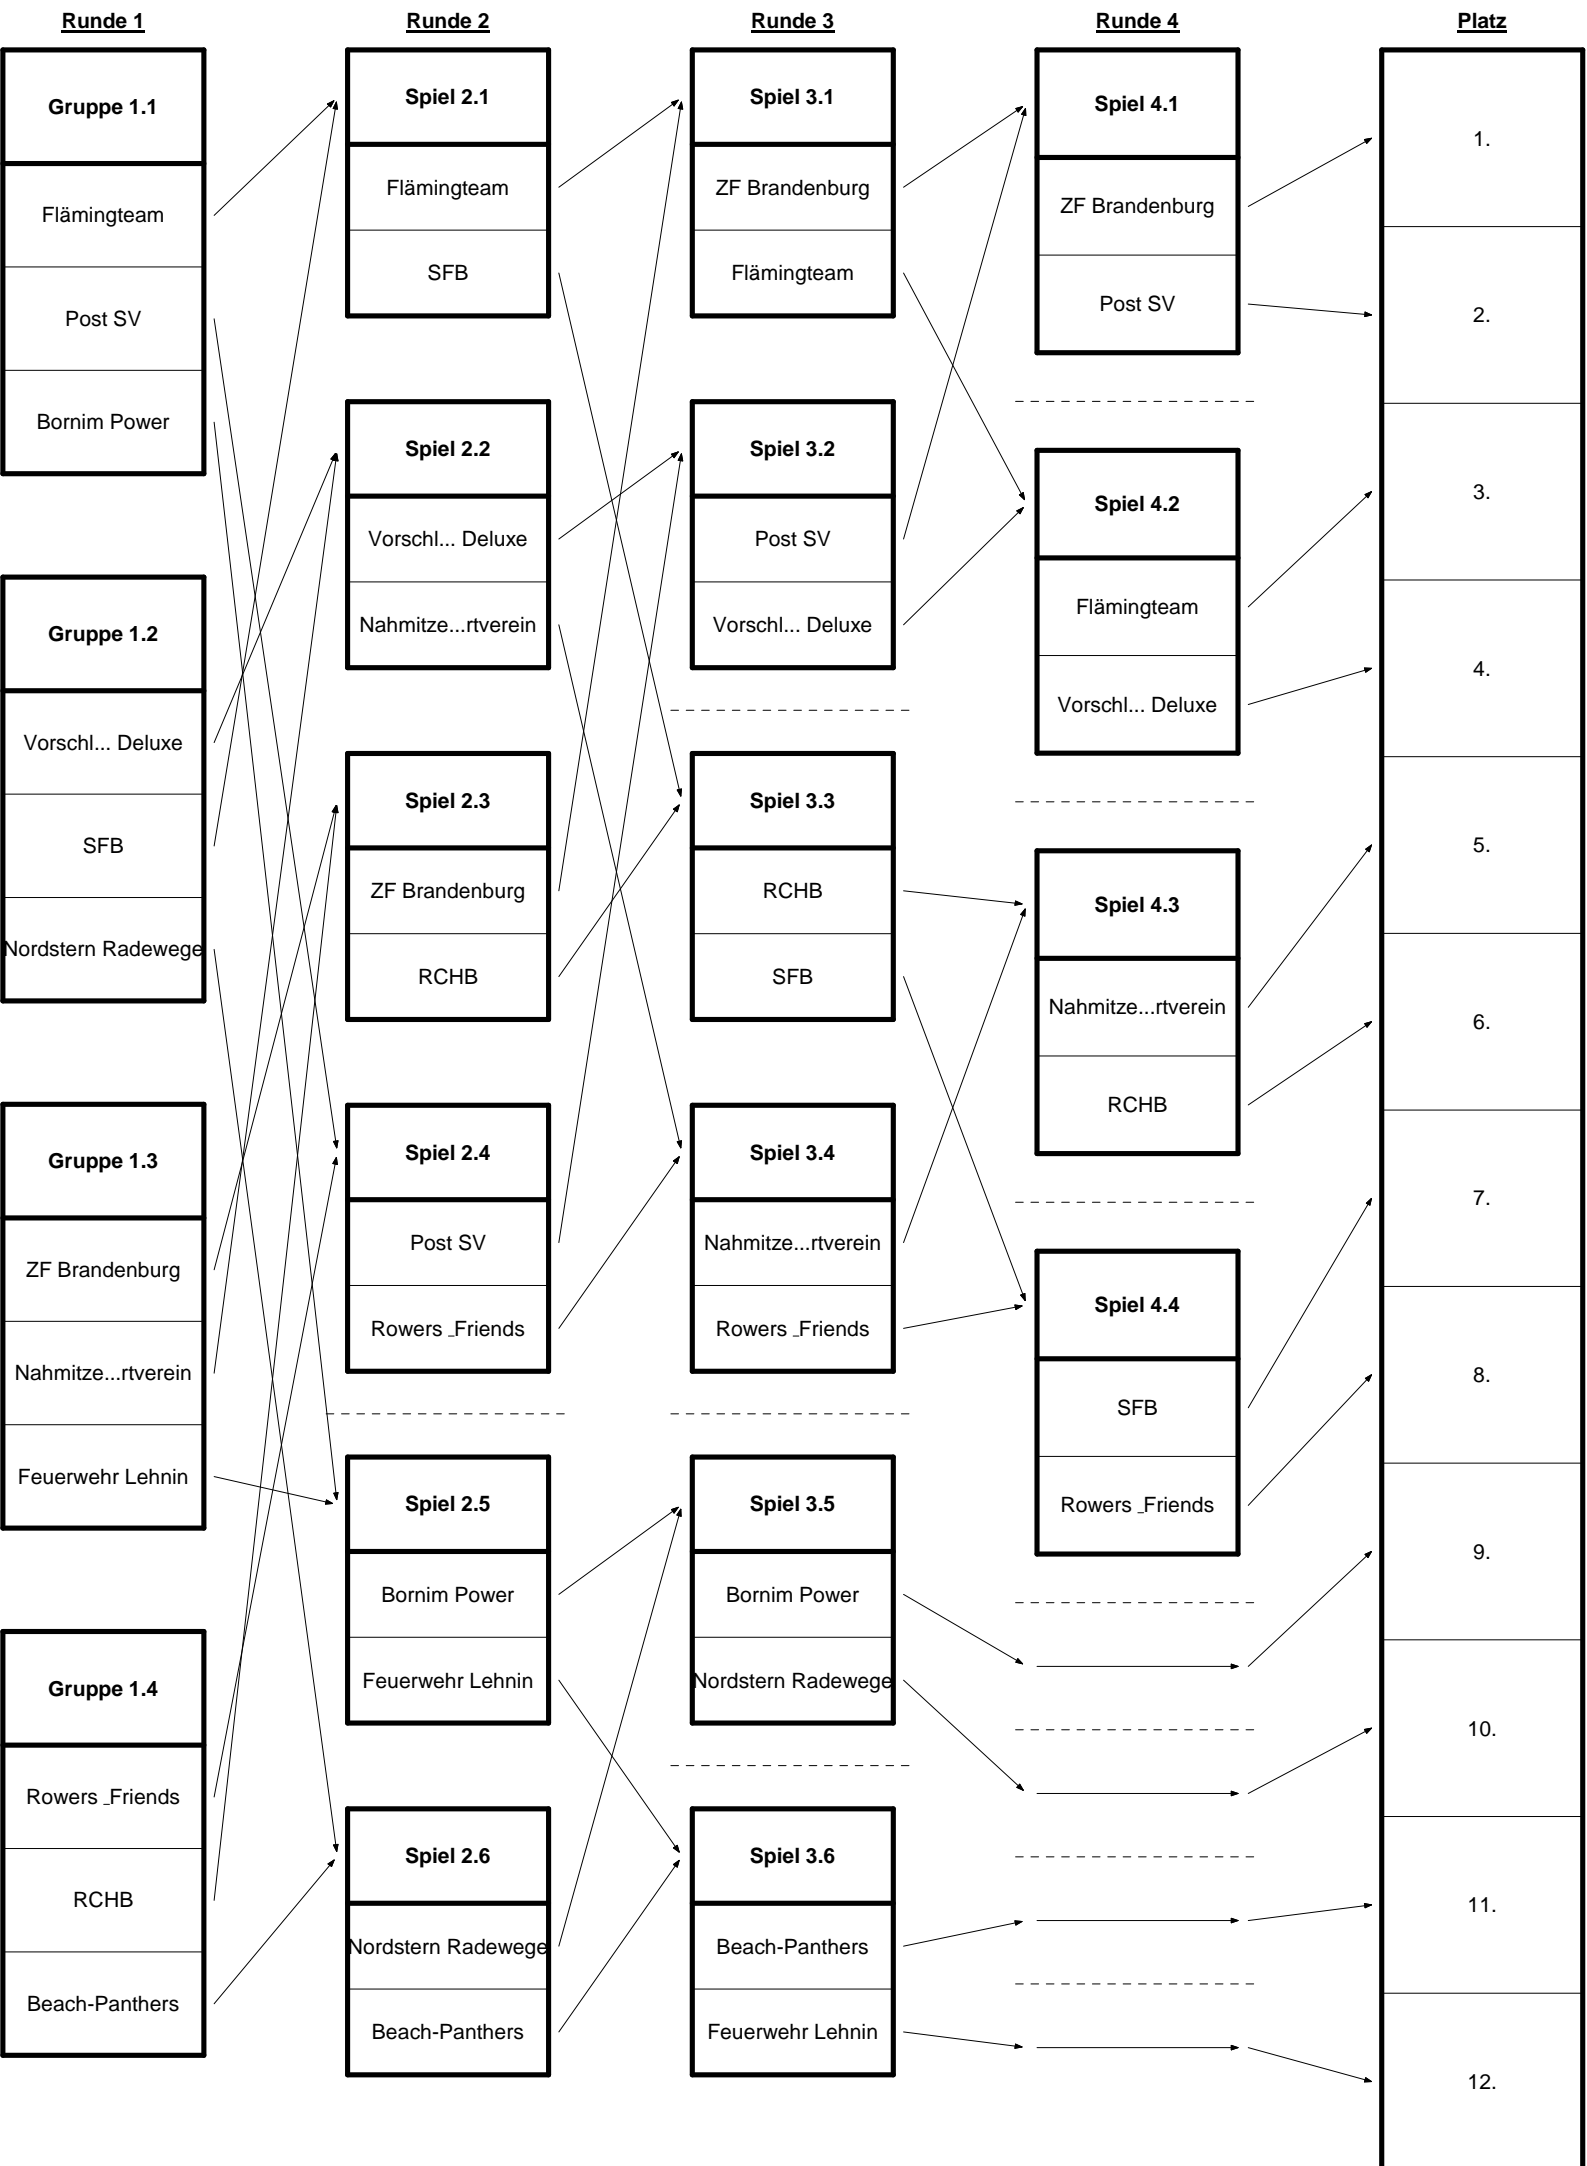 Runde 1
Runde 2
Runde 3
Runde 4
Platz
Gruppe 1.1
Flämingteam
Post SV
Bornim Power
Gruppe 1.2
Vorschl... Deluxe
SFB
Nordstern Radewege
Gruppe 1.3
ZF Brandenburg
Nahmitze...rtverein
Feuerwehr Lehnin
Gruppe 1.4
Rowers _Friends
RCHB
Beach-Panthers
Spiel 2.1
Flämingteam
SFB
Spiel 2.2
Vorschl... Deluxe
Nahmitze...rtverein
Spiel 2.3
ZF Brandenburg
RCHB
Spiel 2.4
Post SV
Rowers _Friends
Spiel 2.5
Bornim Power
Feuerwehr Lehnin
Spiel 2.6
Nordstern Radewege
Beach-Panthers
Spiel 3.1
ZF Brandenburg
Flämingteam
Spiel 3.2
Post SV
Vorschl... Deluxe
Spiel 3.3
RCHB
SFB
Spiel 3.4
Nahmitze...rtverein
Rowers _Friends
Spiel 3.5
Bornim Power
Nordstern Radewege
Spiel 3.6
Beach-Panthers
Feuerwehr Lehnin
Spiel 4.1
ZF Brandenburg
Post SV
Spiel 4.2
Flämingteam
Vorschl... Deluxe
Spiel 4.3
Nahmitze...rtverein
RCHB
Spiel 4.4
SFB
Rowers _Friends
1.
2.
3.
4.
5.
6.
7.
8.
9.
10.
11.
12.